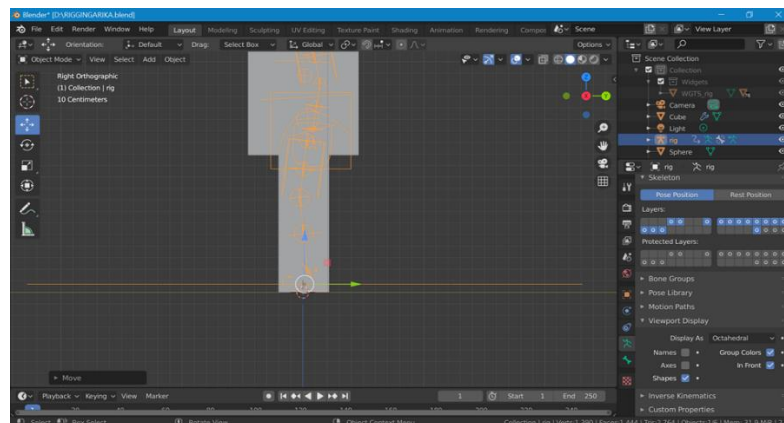 Blender* [D:\RIGGINGARIKA.blend]
File Edit Render Window Help Layout Modeling Sculpting UV Editing Texture Paint Shading Animation Rendering Scene View Layer
Orientation: Default Drag: Select Box Global Options
Object Mode View Select Add Object
Right Orthographic
(1) Collection | rig
10 Centimeters
Move
Playback Keying View Marker 1 Start 1 End 250
Scene Collection
Collection
Widgets
WGTS_rig
Camera
Cube
Light
rig
Sphere
rig rig
Skeleton
Pose Position Rest Position
Layers:
Protected Layers:
Bone Groups
Pose Library
Motion Paths
Viewport Display
Display As Octahedral
Names Group Colors
Axes In Front
Shapes
Inverse Kinematics
Custom Properties
Select Box Select Rotate View Object Context Menu